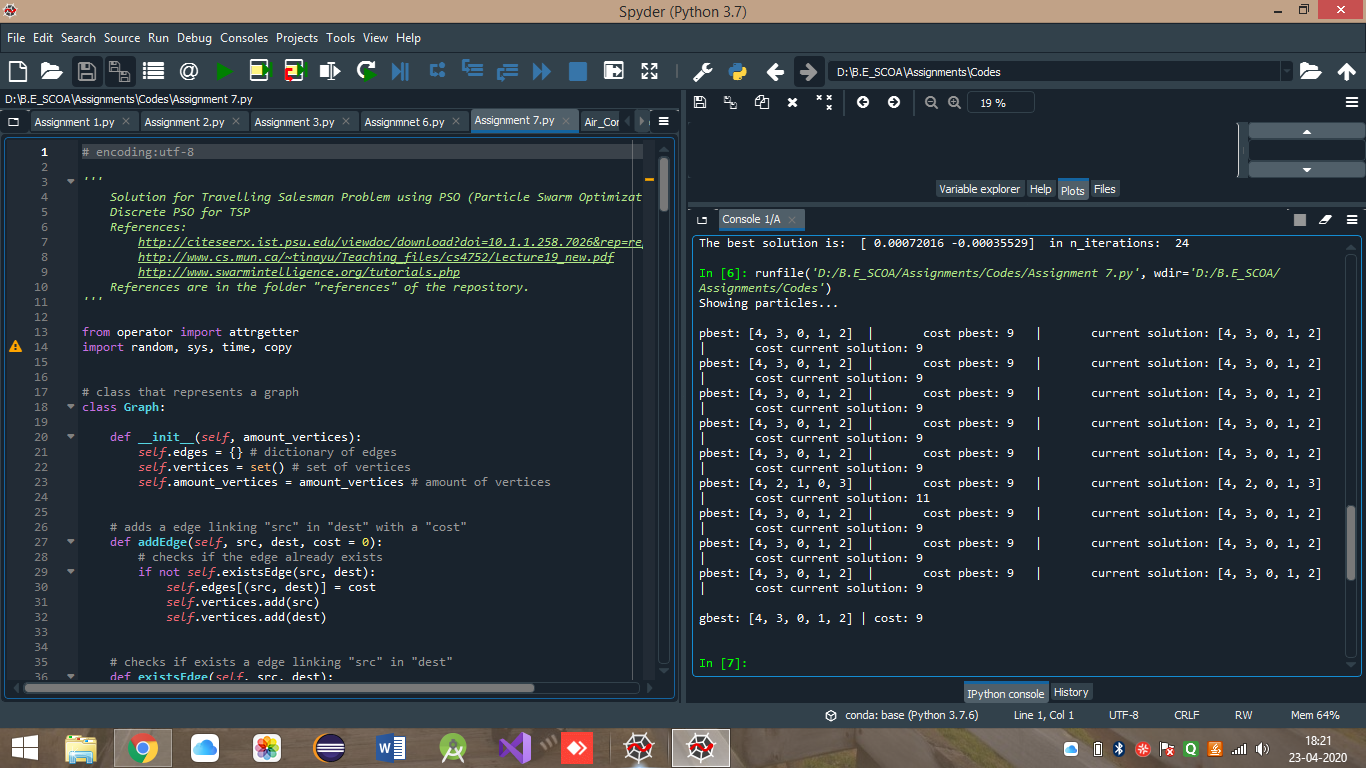 Spyder (Python 3.7)
File Edit Search Source Run Debug Consoles Projects Tools View Help
D:\B.E_SCOA\Assignments\Codes
D:\B.E_SCOA\Assignments\Codes\Assignment 7.py
Assignment 1.py Assignment 2.py Assignment 3.py Assignmnet 6.py Assignment 7.py Air_Cor
1 # encoding:utf-8
2
3 '''
4 Solution for Travelling Salesman Problem using PSO (Particle Swarm Optimizat
5 Discrete PSO for TSP
6 References:
7 http://citeseerx.ist.psu.edu/viewdoc/download?doi=10.1.1.258.7026&rep=re
8 http://www.cs.mun.ca/~tinayu/Teaching_files/cs4752/Lecture19_new.pdf
9 http://www.swarmintelligence.org/tutorials.php
10 References are in the folder "references" of the repository.
11 '''
12
13 from operator import attrgetter
14 import random, sys, time, copy
15
16
17 # class that represents a graph
18 class Graph:
19
20 def __init__(self, amount_vertices):
21 self.edges = {} # dictionary of edges
22 self.vertices = set() # set of vertices
23 self.amount_vertices = amount_vertices # amount of vertices
24
25
26 # adds a edge linking "src" in "dest" with a "cost"
27 def addEdge(self, src, dest, cost = 0):
28 # checks if the edge already exists
29 if not self.existsEdge(src, dest):
30 self.edges[(src, dest)] = cost
31 self.vertices.add(src)
32 self.vertices.add(dest)
33
34
35 # checks if exists a edge linking "src" in "dest"
36 def existsEdge(self, src, dest):
19 %
Variable explorer Help Plots Files
Console 1/A
The best solution is: [ 0.00072016 -0.00035529] in n_iterations: 24
In [6]: runfile('D:/B.E_SCOA/Assignments/Codes/Assignment 7.py', wdir='D:/B.E_SCOA/
Assignments/Codes')
Showing particles...
pbest: [4, 3, 0, 1, 2] | cost pbest: 9 | current solution: [4, 3, 0, 1, 2]
| cost current solution: 9
pbest: [4, 3, 0, 1, 2] | cost pbest: 9 | current solution: [4, 3, 0, 1, 2]
| cost current solution: 9
pbest: [4, 3, 0, 1, 2] | cost pbest: 9 | current solution: [4, 3, 0, 1, 2]
| cost current solution: 9
pbest: [4, 3, 0, 1, 2] | cost pbest: 9 | current solution: [4, 3, 0, 1, 2]
| cost current solution: 9
pbest: [4, 3, 0, 1, 2] | cost pbest: 9 | current solution: [4, 3, 0, 1, 2]
| cost current solution: 9
pbest: [4, 2, 1, 0, 3] | cost pbest: 9 | current solution: [4, 2, 0, 1, 3]
| cost current solution: 11
pbest: [4, 3, 0, 1, 2] | cost pbest: 9 | current solution: [4, 3, 0, 1, 2]
| cost current solution: 9
pbest: [4, 3, 0, 1, 2] | cost pbest: 9 | current solution: [4, 3, 0, 1, 2]
| cost current solution: 9
pbest: [4, 3, 0, 1, 2] | cost pbest: 9 | current solution: [4, 3, 0, 1, 2]
| cost current solution: 9
gbest: [4, 3, 0, 1, 2] | cost: 9
In [7]:
IPython console History
conda: base (Python 3.7.6) Line 1, Col 1 UTF-8 CRLF RW Mem 64%
18:21
23-04-2020